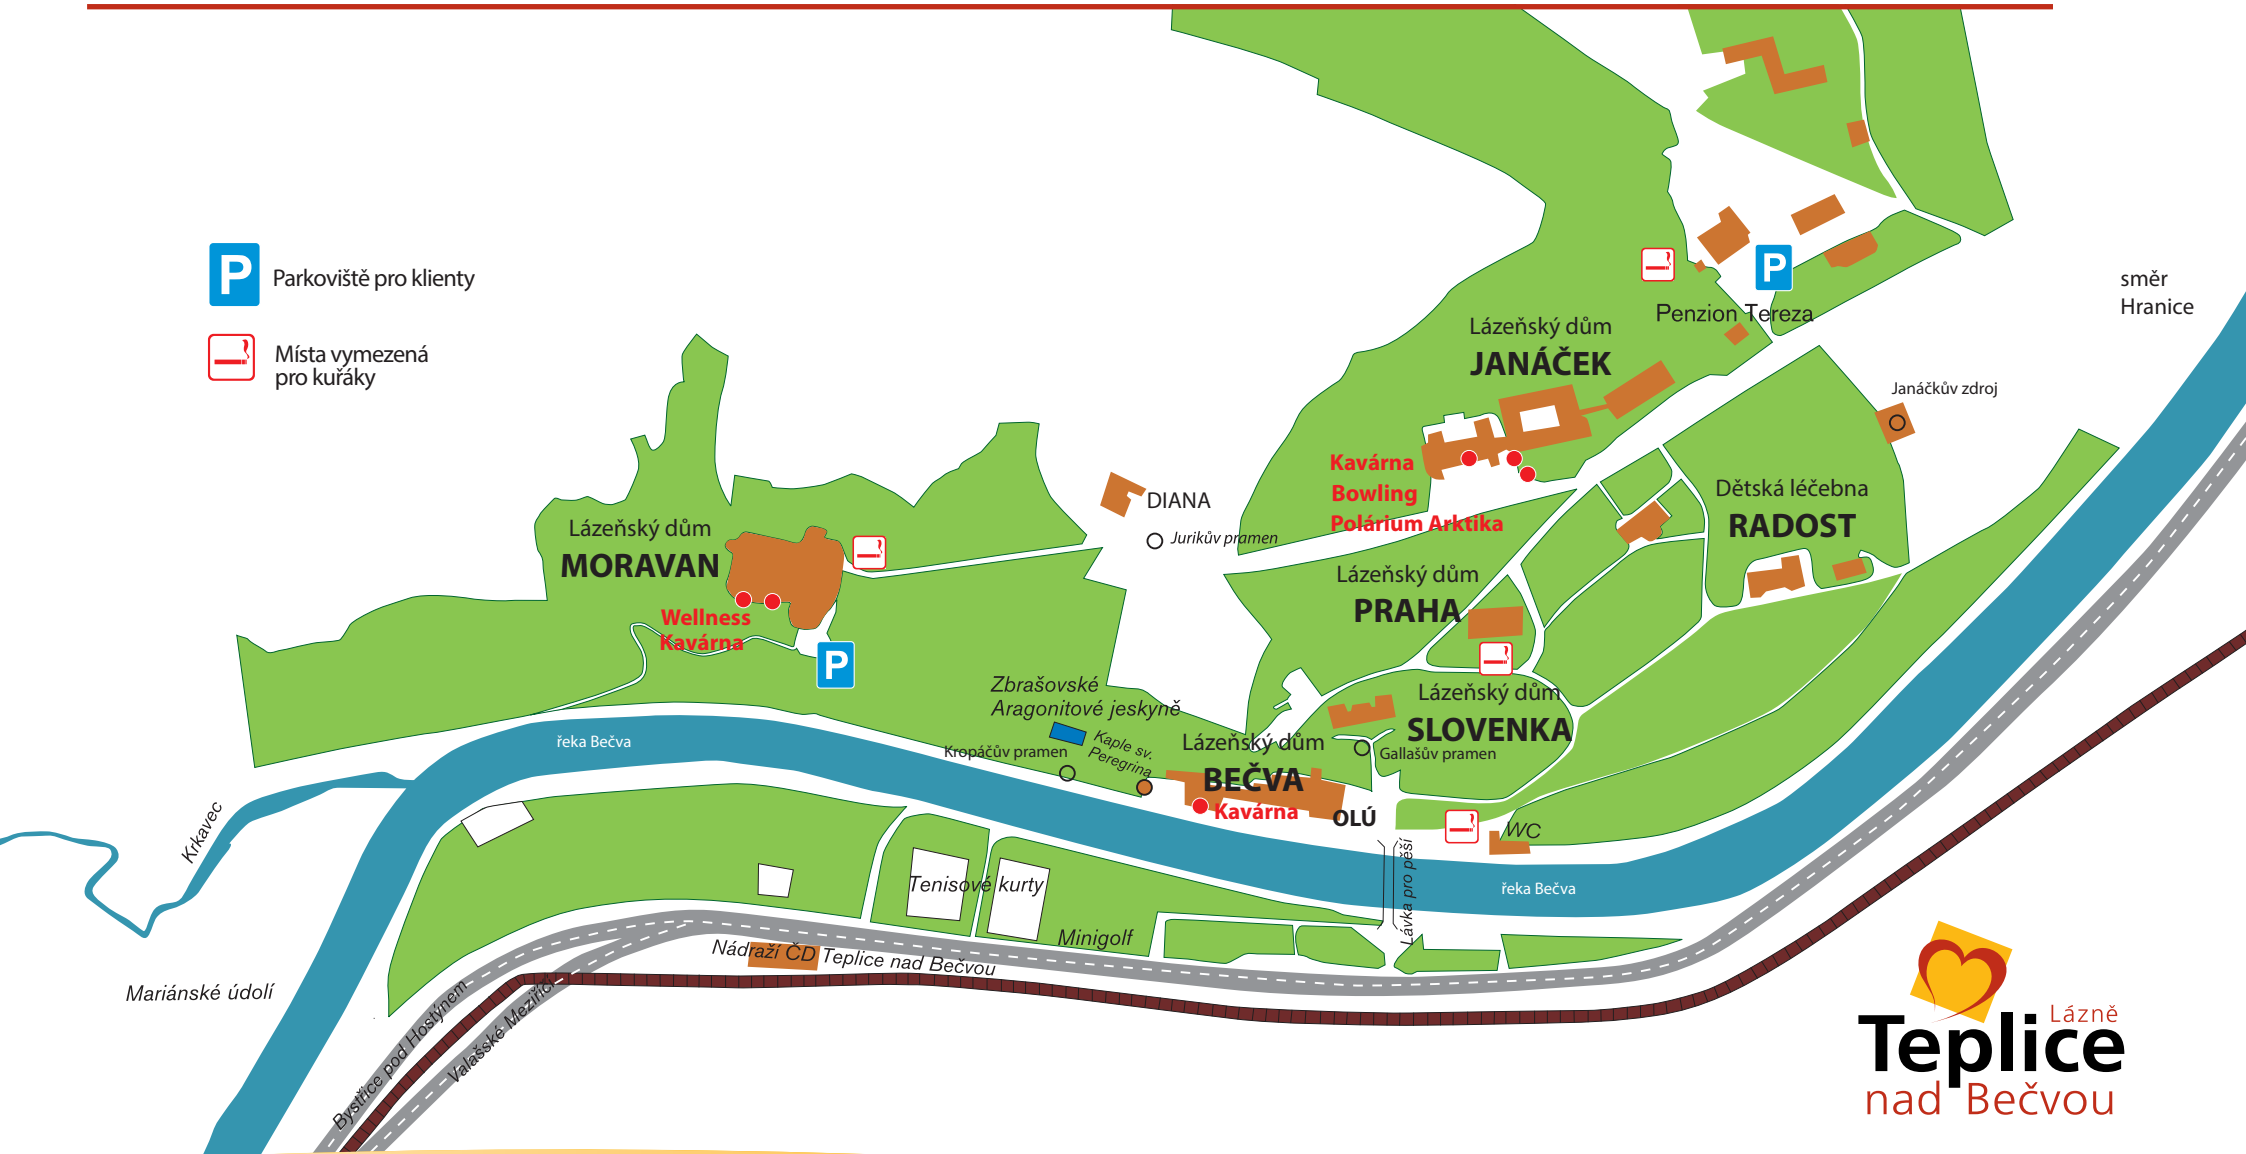 P Parkoviště pro klienty
Místa vymezená
pro kuřáky
směr
Hranice
P
Penzion Tereza
Lázeňský dům
JANÁČEK
Janáčkův zdroj
Kavárna
Bowling
Polárium Arktika
DIANA
Jurikův pramen
Dětská léčebna
RADOST
Lázeňský dům
MORAVAN
Wellness
Kavárna
P
Lázeňský dům
PRAHA
Zbrašovské
Aragonitové jeskyně
Kropáčův pramen
Kaple sv.
Peregrina
Lázeňský dům
SLOVENKA
Gallašův pramen
Lázeňský dům
BEČVA
Kavárna
OLÚ
WC
řeka Bečva
řeka Bečva
Lávka pro pěší
Krkavec
Tenisové kurty
Minigolf
Nádraží ČD Teplice nad Bečvou
Mariánské údolí
Bystřice pod Hostýnem
Valašské Meziříčí
Lázně
Teplice
nad Bečvou